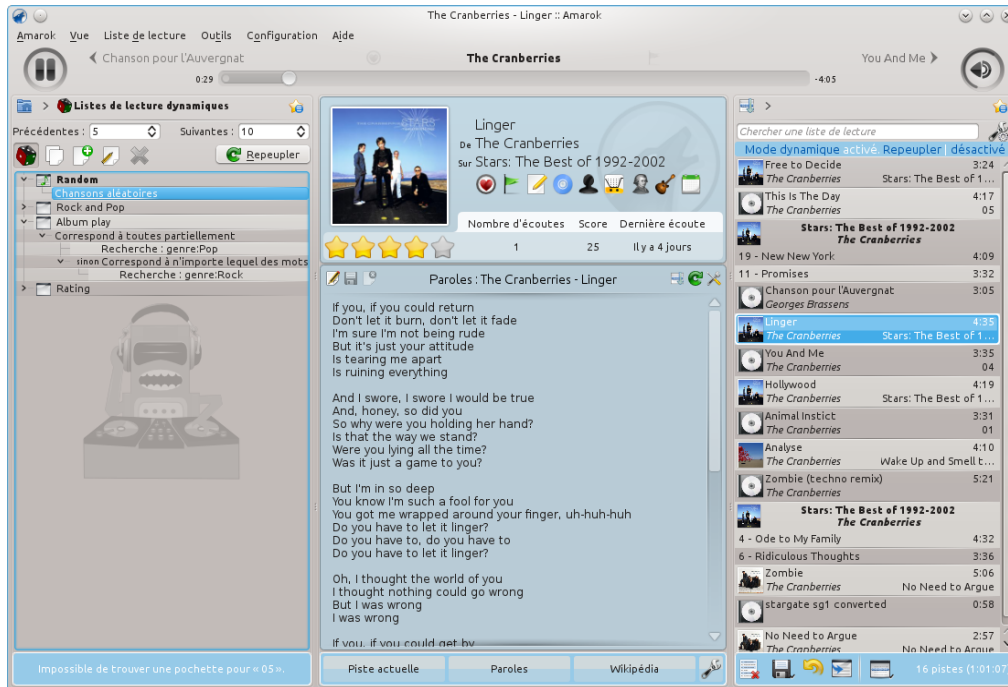 The Cranberries - Linger :: Amarok
Amarok Vue Liste de lecture Outils Configuration Aide
Chanson pour l'Auvergnat
The Cranberries
You And Me
0:29
-4:05
Listes de lecture dynamiques
Précédentes : 5 Suivantes : 10
Repeupler
Random
Chansons aléatoires
Rock and Pop
Album play
Correspond à toutes partiellement
Recherche : genre:Pop
sinon Correspond à n'importe lequel des mots
Recherche : genre:Rock
Rating
Impossible de trouver une pochette pour « 05 ».
STARS
Linger
De The Cranberries
Sur Stars: The Best of 1992-2002
Nombre d'écoutes Score Dernière écoute
1 25 Il y a 4 jours
Paroles : The Cranberries - Linger
If you, if you could return
Don't let it burn, don't let it fade
I'm sure I'm not being rude
But it's just your attitude
Is tearing me apart
Is ruining everything
And I swore, I swore I would be true
And, honey, so did you
So why were you holding her hand?
Is that the way we stand?
Were you lying all the time?
Was it just a game to you?
But I'm in so deep
You know I'm such a fool for you
You got me wrapped around your finger, uh-huh-huh
Do you have to let it linger?
Do you have to, do you have to
Do you have to let it linger?
Oh, I thought the world of you
I thought nothing could go wrong
But I was wrong
I was wrong
If you, if you could get by
Piste actuelle Paroles Wikipédia
Chercher une liste de lecture
Mode dynamique activé. Repeupler | désactivé
Free to Decide 3:24
The Cranberries Stars: The Best of 1...
This Is The Day 4:17
The Cranberries 05
Stars: The Best of 1992-2002
The Cranberries
19 - New New York 4:09
11 - Promises 3:32
Chanson pour l'Auvergnat 3:05
Georges Brassens
Linger 4:35
The Cranberries Stars: The Best of 1...
You And Me 3:35
The Cranberries 04
Hollywood 4:19
The Cranberries Stars: The Best of 1...
Animal Instict 3:31
The Cranberries 01
Analyse 4:10
The Cranberries Wake Up and Smell t...
Zombie (techno remix) 5:21
The Cranberries
Stars: The Best of 1992-2002
The Cranberries
4 - Ode to My Family 4:32
6 - Ridiculous Thoughts 3:36
Zombie 5:06
The Cranberries No Need to Argue
stargate sg1 converted 0:58
No Need to Argue 2:57
The Cranberries No Need to Argue
16 pistes (1:01:07)